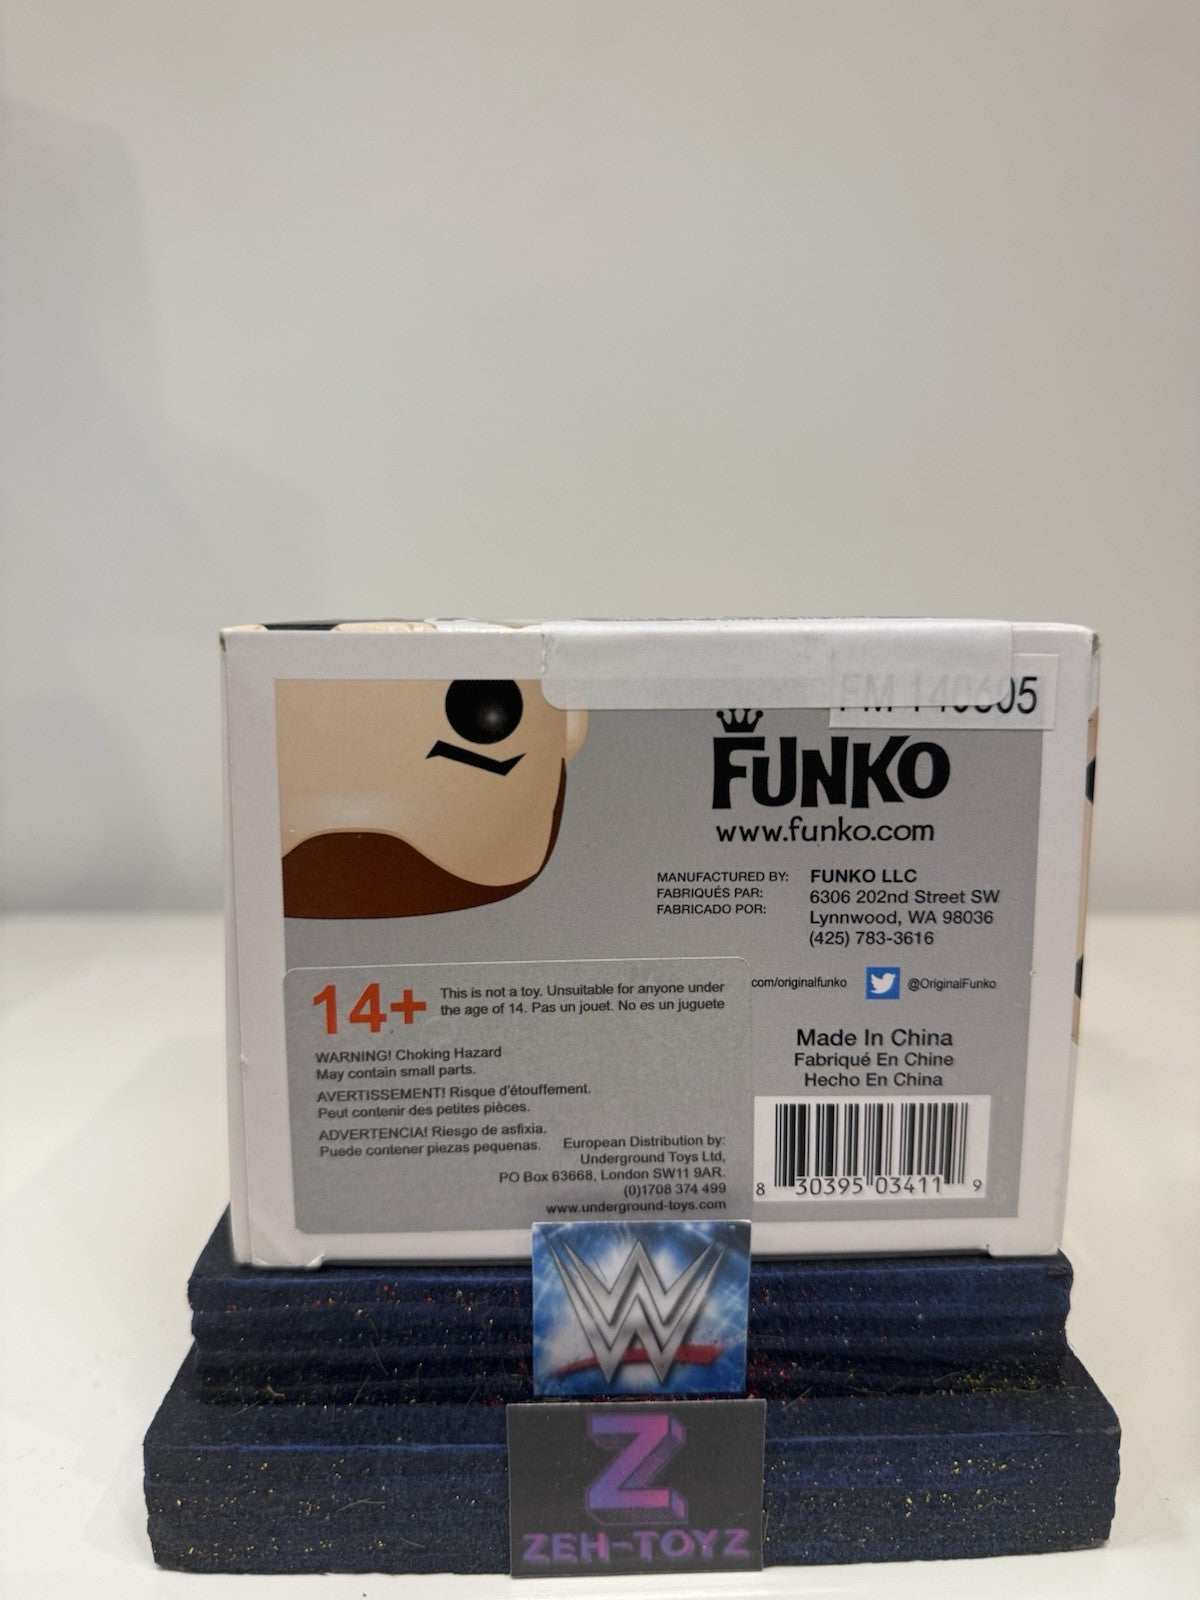 FM 140605
FUNKO
www.funko.com
MANUFACTURED BY: FUNKO LLC
FABRIQUÉS PAR: 6306 202nd Street SW
FABRICADO POR: Lynnwood, WA 98036
(425) 783-3616
com/originalfunko @OriginalFunko
14+ This is not a toy. Unsuitable for anyone under
the age of 14. Pas un jouet. No es un juguete
WARNING! Choking Hazard
May contain small parts.
AVERTISSEMENT! Risque d'étouffement.
Peut contenir des petites pièces.
ADVERTENCIA! Riesgo de asfixia.
Puede contener piezas pequenas.
European Distribution by:
Underground Toys Ltd,
PO Box 63668, London SW11 9AR.
(0)1708 374 499
www.underground-toys.com
Made In China
Fabriqué En Chine
Hecho En China
8 30395 03411 9
W
Z
ZEH-TOYZ